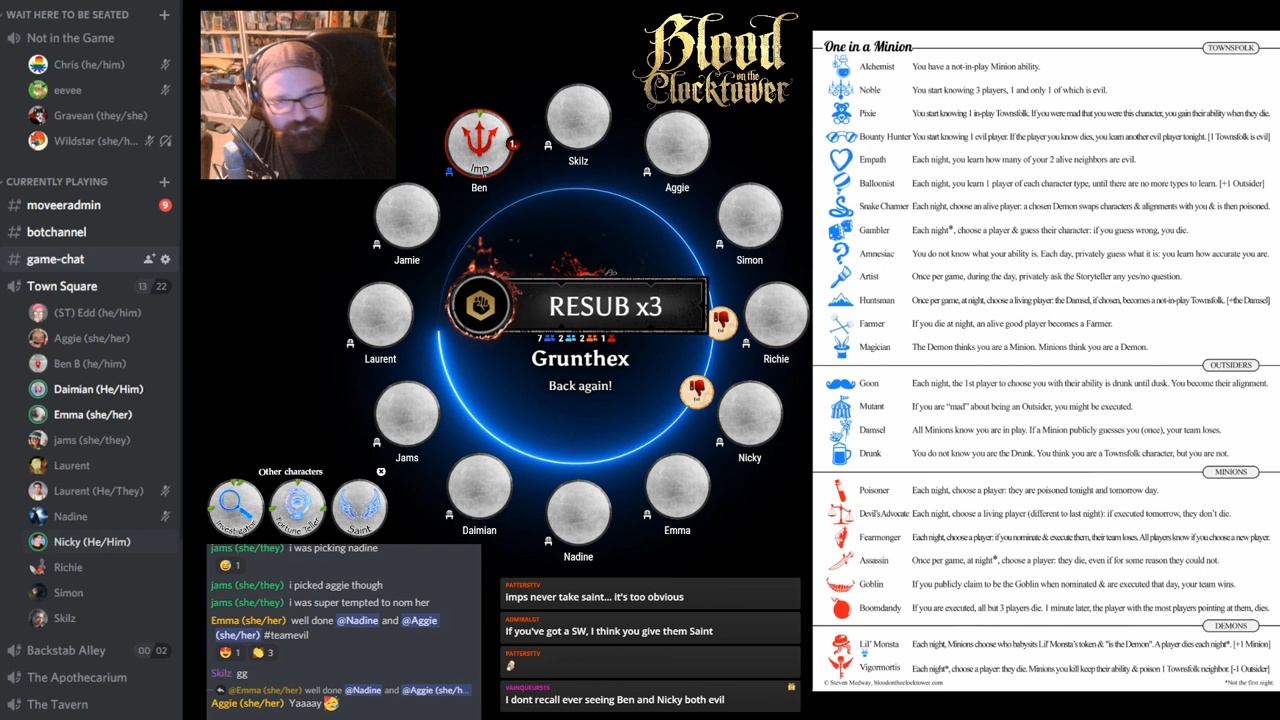 WAIT HERE TO BE SEATED
Not in the Game
Chris (he/him)
eevee
Gravean (they/she)
Wildstar (she/h...
CURRENTLY PLAYING
moveeradmin
9
botchannel
game-chat
Town Square
13 22
(ST) Edd (he/him)
Aggie (she/her)
Ben B (he/him)
Daimian (He/Him)
Emma (she/her)
jams (she/they)
Laurent
Laurent (He/They)
Nadine
Nicky (He/Him)
Richie
Simon
Skilz
Backstab Alley
00 02
The Apothecarium
The Tavern
Blood
on the
Clocktower
Imp
1.
Ben
Skilz
Aggie
Simon
Richie
Nicky
Emma
Nadine
Daimian
Jams
Laurent
Jamie
Evil
Evil
RESUB x3
7 2 2 1
Grunthex
Back again!
Other characters
Investigator
Fortune Teller
Saint
jams (she/they) i was picking nadine
1
jams (she/they) i picked aggie though
jams (she/they) i was super tempted to nom her
Emma (she/her) well done @Nadine and @Aggie
(she/her) #teamevil
1 3
Skilz gg
@Emma (she/her) well done @Nadine and @Aggie (she/h...
Aggie (she/her) Yaaaay
PATTERSTTV
imps never take saint... it's too obvious
ADMIRALGT
If you've got a SW, I think you give them Saint
PATTERSTTV
VAINQUEUR515
I dont recall ever seeing Ben and Nicky both evil
One in a Minion
TOWNSFOLK
Alchemist You have a not-in-play Minion ability.
Noble You start knowing 3 players, 1 and only 1 of which is evil.
Pixie You start knowing 1 in-play Townsfolk. If you were mad that you were this character, you gain their ability when they die.
Bounty Hunter You start knowing 1 evil player. If the player you know dies, you learn another evil player tonight. [1 Townsfolk is evil]
Empath Each night, you learn how many of your 2 alive neighbors are evil.
Balloonist Each night, you learn 1 player of each character type, until there are no more types to learn. [+1 Outsider]
Snake Charmer Each night, choose an alive player: a chosen Demon swaps characters & alignments with you & is then poisoned.
Gambler Each night*, choose a player & guess their character: if you guess wrong, you die.
Amnesiac You do not know what your ability is. Each day, privately guess what it is: you learn how accurate you are.
Artist Once per game, during the day, privately ask the Storyteller any yes/no question.
Huntsman Once per game, at night, choose a living player: the Damsel, if chosen, becomes a not-in-play Townsfolk. [+the Damsel]
Farmer If you die at night, an alive good player becomes a Farmer.
Magician The Demon thinks you are a Minion. Minions think you are a Demon.
OUTSIDERS
Goon Each night, the 1st player to choose you with their ability is drunk until dusk. You become their alignment.
Mutant If you are “mad” about being an Outsider, you might be executed.
Damsel All Minions know you are in play. If a Minion publicly guesses you (once), your team loses.
Drunk You do not know you are the Drunk. You think you are a Townsfolk character, but you are not.
MINIONS
Poisoner Each night, choose a player: they are poisoned tonight and tomorrow day.
Devil's Advocate Each night, choose a living player (different to last night): if executed tomorrow, they don't die.
Fearmonger Each night, choose a player: if you nominate & execute them, their team loses. All players know if you choose a new player.
Assassin Once per game, at night*, choose a player: they die, even if for some reason they could not.
Goblin If you publicly claim to be the Goblin when nominated & are executed that day, your team wins.
Boomdandy If you are executed, all but 3 players die. 1 minute later, the player with the most players pointing at them, dies.
DEMONS
Lil' Monsta Each night, Minions choose who babysits Lil' Monsta's token & "is the Demon". A player dies each night*. [+1 Minion]
Vigormortis Each night*, choose a player: they die. Minions you kill keep their ability & poison 1 Townsfolk neighbor. [-1 Outsider]
© Steven Medway, bloodontheclocktower.com
*Not the first night.